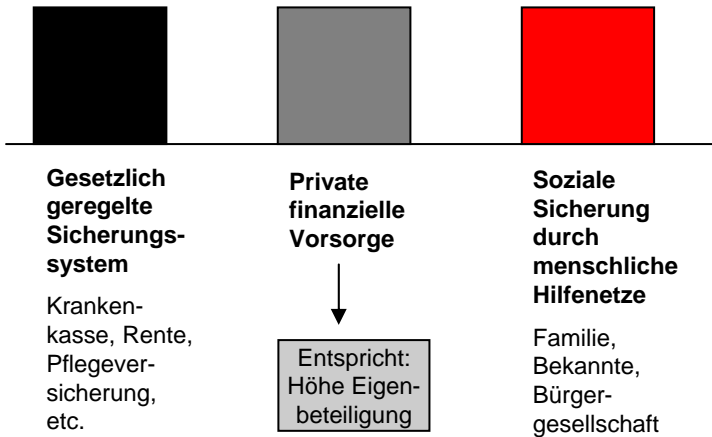 Gesetzlich
geregelte
Sicherungs-
system
Kranken-
kasse, Rente,
Pflegever-
sicherung,
etc.
Private
finanzielle
Vorsorge
Entspricht:
Höhe Eigen-
beteiligung
Soziale
Sicherung
durch
menschliche
Hilfenetze
Familie,
Bekannte,
Bürger-
gesellschaft